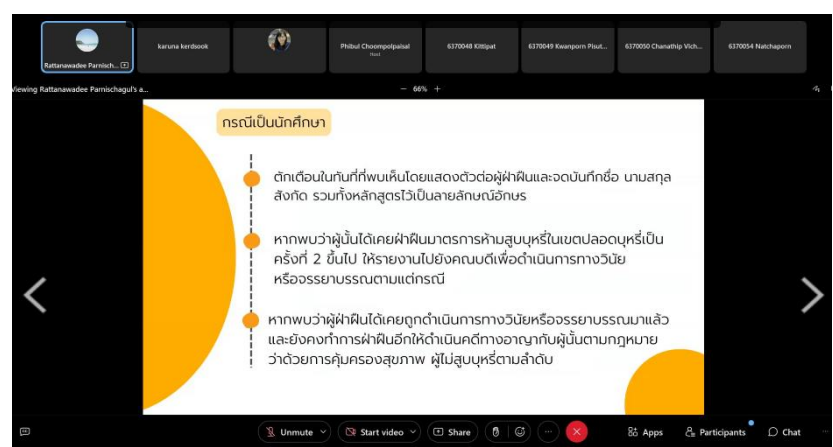 Rattanawadee Parnisch...
karuna kerdsook
Phibul Choompolpaisal
Host
6370048 Kittipat
6370049 Kwanporn Pisut...
6370050 Chanathip Vich...
6370054 Natchaporn
Viewing Rattanawadee Parnischagul's a...
− 66% +
กรณีเป็นนักศึกษา
ตักเตือนในทันทีที่พบเห็นโดยแสดงตัวต่อผู้ฝ่าฝืนและจดบันทึกชื่อ นามสกุล
สังกัด รวมทั้งหลักสูตรไว้เป็นลายลักษณ์อักษร
หากพบว่าผู้นั้นได้เคยฝ่าฝืนมาตรการห้ามสูบบุหรี่ในเขตปลอดบุหรี่เป็น
ครั้งที่ 2 ขึ้นไป ให้รายงานไปยังคณบดีเพื่อดำเนินการทางวินัย
หรือจรรยาบรรณตามแต่กรณี
หากพบว่าผู้ฝ่าฝืนได้เคยถูกดำเนินการทางวินัยหรือจรรยาบรรณมาแล้ว
และยังคงทำการฝ่าฝืนอีกให้ดำเนินคดีทางอาญากับผู้นั้นตามกฎหมาย
ว่าด้วยการคุ้มครองสุขภาพ ผู้ไม่สูบบุหรี่ตามลำดับ
Unmute
Start video
Share
Apps
Participants
Chat